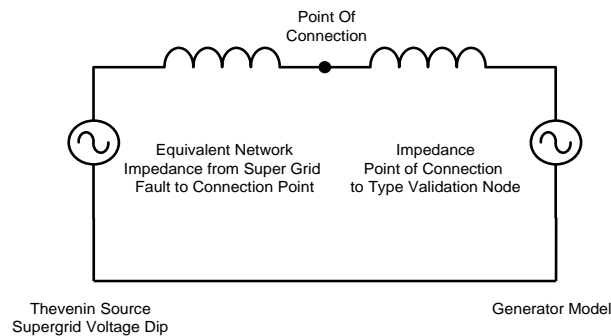 Point Of
Connection
Equivalent Network
Impedance from Super Grid
Fault to Connection Point
Impedance
Point of Connection
to Type Validation Node
Thevenin Source
Supergrid Voltage Dip
Generator Model